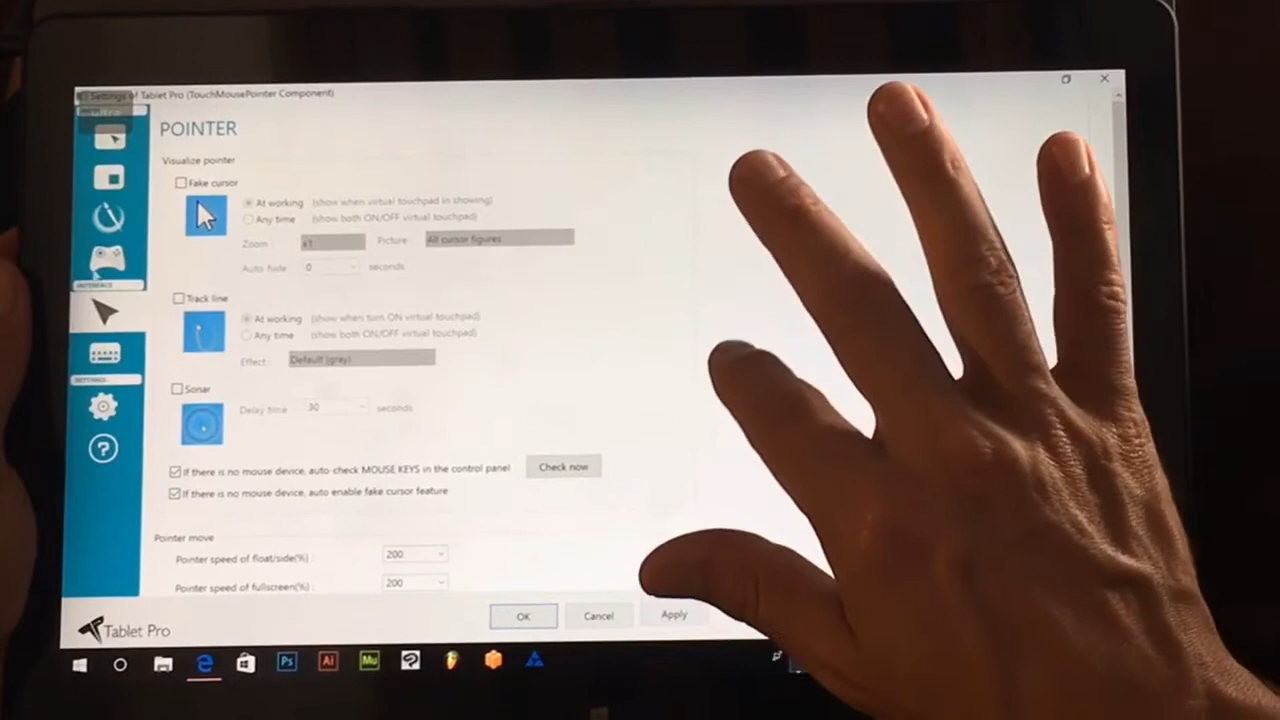 Settings of Tablet Pro (TouchMousePointer Component)
POINTER
Visualize pointer
Fake cursor
At working (show when virtual touchpad in showing)
Any time (show both ON/OFF virtual touchpad)
Zoom : x1 Picture : All cursor figures
Auto hide 0 seconds
INTERFACE
Track line
At working (show when turn ON virtual touchpad)
Any time (show both ON/OFF virtual touchpad)
Effect : Default (gray)
SETTINGS
Sonar
Delay time 30 seconds
If there is no mouse device, auto-check MOUSE KEYS in the control panel Check now
If there is no mouse device, auto enable fake cursor feature
Pointer move
Pointer speed of float/side(%) : 200
Pointer speed of fullscreen(%) : 200
OK Cancel Apply
Tablet Pro
Ps Ai Mu